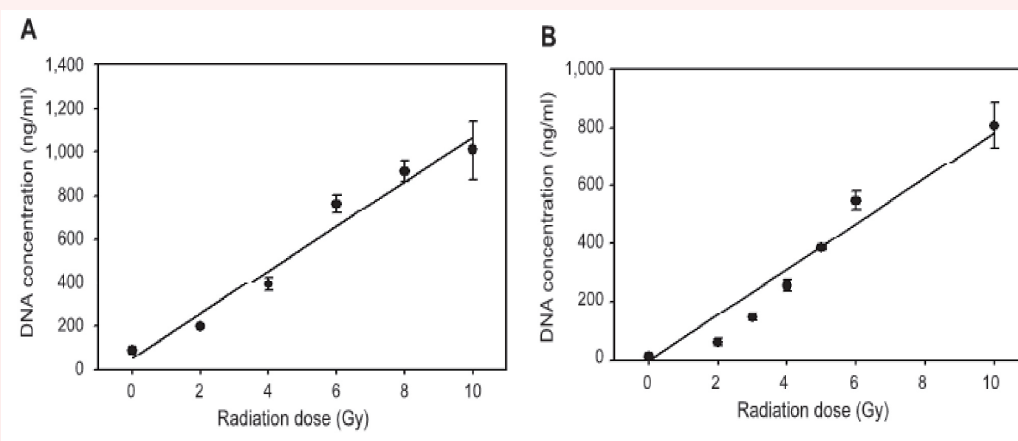 A
DNA concentration (ng/ml)
1,400
1,200
1,000
800
600
400
200
0
0 2 4 6 8 10
Radiation dose (Gy)
B
DNA concentration (ng/ml)
1,000
800
600
400
200
0
0 2 4 6 8 10
Radiation dose (Gy)